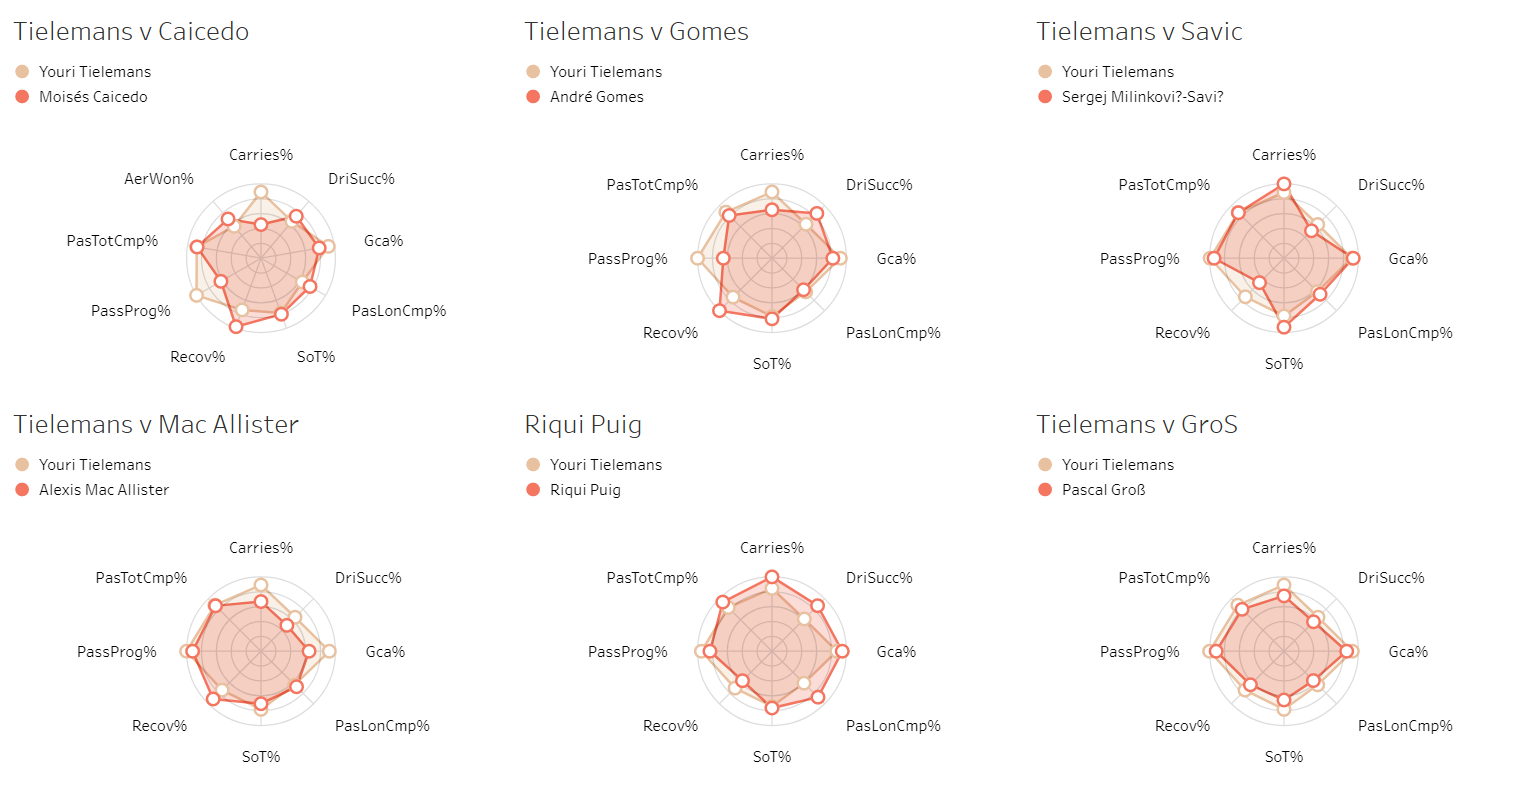 Tielemans v Caicedo
Youri Tielemans
Moisés Caicedo
Carries%
AerWon%
DriSucc%
PasTotCmp%
Gca%
PassProg%
PasLonCmp%
Recov%
SoT%
Tielemans v Gomes
Youri Tielemans
André Gomes
Carries%
PasTotCmp%
DriSucc%
PassProg%
Gca%
Recov%
PasLonCmp%
SoT%
Tielemans v Savic
Youri Tielemans
Sergej Milinkovi?-Savi?
Carries%
PasTotCmp%
DriSucc%
PassProg%
Gca%
Recov%
PasLonCmp%
SoT%
Tielemans v Mac Allister
Youri Tielemans
Alexis Mac Allister
Carries%
PasTotCmp%
DriSucc%
PassProg%
Gca%
Recov%
PasLonCmp%
SoT%
Riqui Puig
Youri Tielemans
Riqui Puig
Carries%
PasTotCmp%
DriSucc%
PassProg%
Gca%
Recov%
PasLonCmp%
SoT%
Tielemans v GroS
Youri Tielemans
Pascal Groß
Carries%
PasTotCmp%
DriSucc%
PassProg%
Gca%
Recov%
PasLonCmp%
SoT%